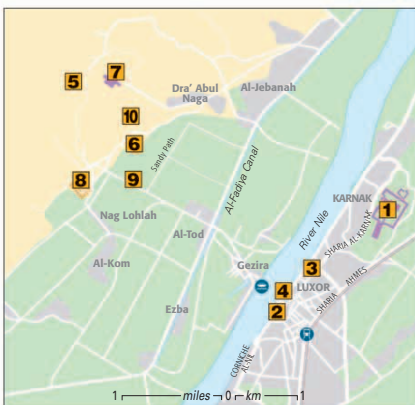 7
5
10
6
8
9
1
3
4
2
Dra' Abul
Naga
Al-Jebanah
Sandy Path
Al-Fadiya Canal
River Nile
KARNAK
SHARIA AL-KARNAK
Nag Lohlah
Al-Tod
Al-Kom
Gezira
LUXOR
SHARIA AHMES
Ezba
CORNICHE
AL-NIL
1 miles 0 km 1